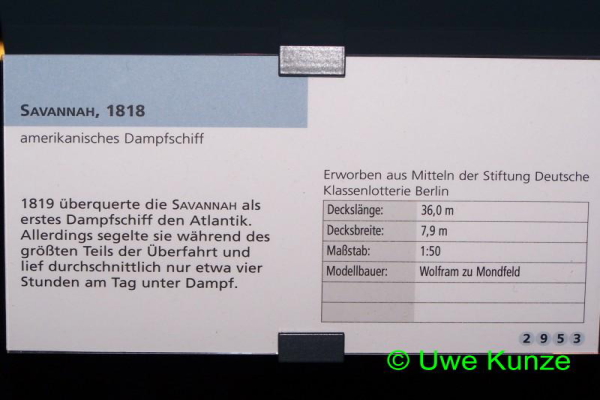 SAVANNAH, 1818
amerikanisches Dampfschiff
1819 überquerte die SAVANNAH als
erstes Dampfschiff den Atlantik.
Allerdings segelte sie während des
größten Teils der Überfahrt und
lief durchschnittlich nur etwa vier
Stunden am Tag unter Dampf.
Erworben aus Mitteln der Stiftung Deutsche
Klassenlotterie Berlin
Deckslänge: 36,0 m
Decksbreite: 7,9 m
Maßstab: 1:50
Modellbauer: Wolfram zu Mondfeld
2953
© Uwe Kunze